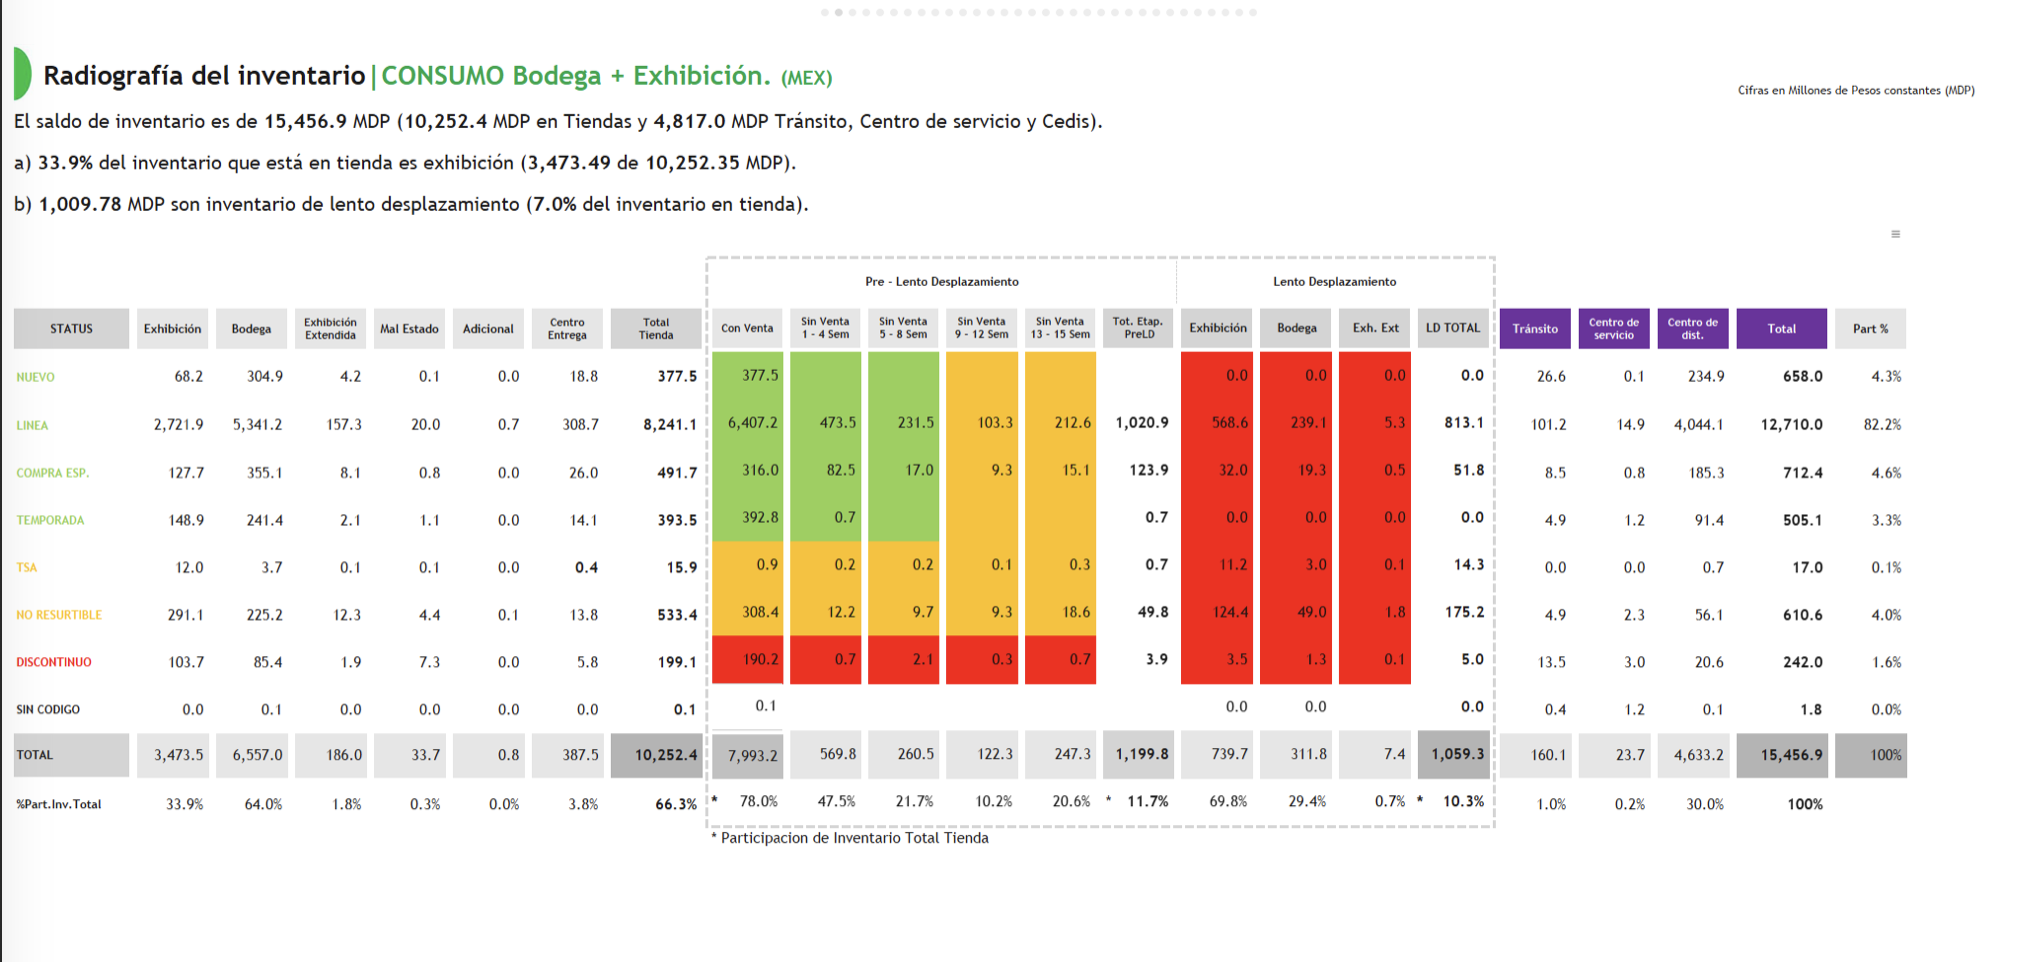 Radiografía del inventario|CONSUMO Bodega + Exhibición. (MEX)
Cifras en Millones de Pesos constantes (MDP)
El saldo de inventario es de 15,456.9 MDP (10,252.4 MDP en Tiendas y 4,817.0 MDP Tránsito, Centro de servicio y Cedis).
a) 33.9% del inventario que está en tienda es exhibición (3,473.49 de 10,252.35 MDP).
b) 1,009.78 MDP son inventario de lento desplazamiento (7.0% del inventario en tienda).
Pre - Lento Desplazamiento Lento Desplazamiento
STATUS Exhibición Bodega Exhibición Extendida Mal Estado Adicional Centro Entrega Total Tienda Con Venta Sin Venta 1 - 4 Sem Sin Venta 5 - 8 Sem Sin Venta 9 - 12 Sem Sin Venta 13 - 15 Sem Tot. Etap. PreLD Exhibición Bodega Exh. Ext LD TOTAL Tránsito Centro de servicio Centro de dist. Total Part %
NUEVO 68.2 304.9 4.2 0.1 0.0 18.8 377.5 377.5 0.0 0.0 0.0 0.0 26.6 0.1 234.9 658.0 4.3%
LINEA 2,721.9 5,341.2 157.3 20.0 0.7 308.7 8,241.1 6,407.2 473.5 231.5 103.3 212.6 1,020.9 568.6 239.1 5.3 813.1 101.2 14.9 4,044.1 12,710.0 82.2%
COMPRA ESP. 127.7 355.1 8.1 0.8 0.0 26.0 491.7 316.0 82.5 17.0 9.3 15.1 123.9 32.0 19.3 0.5 51.8 8.5 0.8 185.3 712.4 4.6%
TEMPORADA 148.9 241.4 2.1 1.1 0.0 14.1 393.5 392.8 0.7 0.7 0.0 0.0 0.0 0.0 4.9 1.2 91.4 505.1 3.3%
TSA 12.0 3.7 0.1 0.1 0.0 0.4 15.9 0.9 0.2 0.2 0.1 0.3 0.7 11.2 3.0 0.1 14.3 0.0 0.0 0.7 17.0 0.1%
NO RESURTIBLE 291.1 225.2 12.3 4.4 0.1 13.8 533.4 308.4 12.2 9.7 9.3 18.6 49.8 124.4 49.0 1.8 175.2 4.9 2.3 56.1 610.6 4.0%
DISCONTINUO 103.7 85.4 1.9 7.3 0.0 5.8 199.1 190.2 0.7 2.1 0.3 0.7 3.9 3.5 1.3 0.1 5.0 13.5 3.0 20.6 242.0 1.6%
SIN CODIGO 0.0 0.1 0.0 0.0 0.0 0.0 0.1 0.1 0.0 0.0 0.0 0.4 1.2 0.1 1.8 0.0%
TOTAL 3,473.5 6,557.0 186.0 33.7 0.8 387.5 10,252.4 7,993.2 569.8 260.5 122.3 247.3 1,199.8 739.7 311.8 7.4 1,059.3 160.1 23.7 4,633.2 15,456.9 100%
%Part.Inv.Total 33.9% 64.0% 1.8% 0.3% 0.0% 3.8% 66.3% * 78.0% 47.5% 21.7% 10.2% 20.6% * 11.7% 69.8% 29.4% 0.7% * 10.3% 1.0% 0.2% 30.0% 100%
* Participacion de Inventario Total Tienda